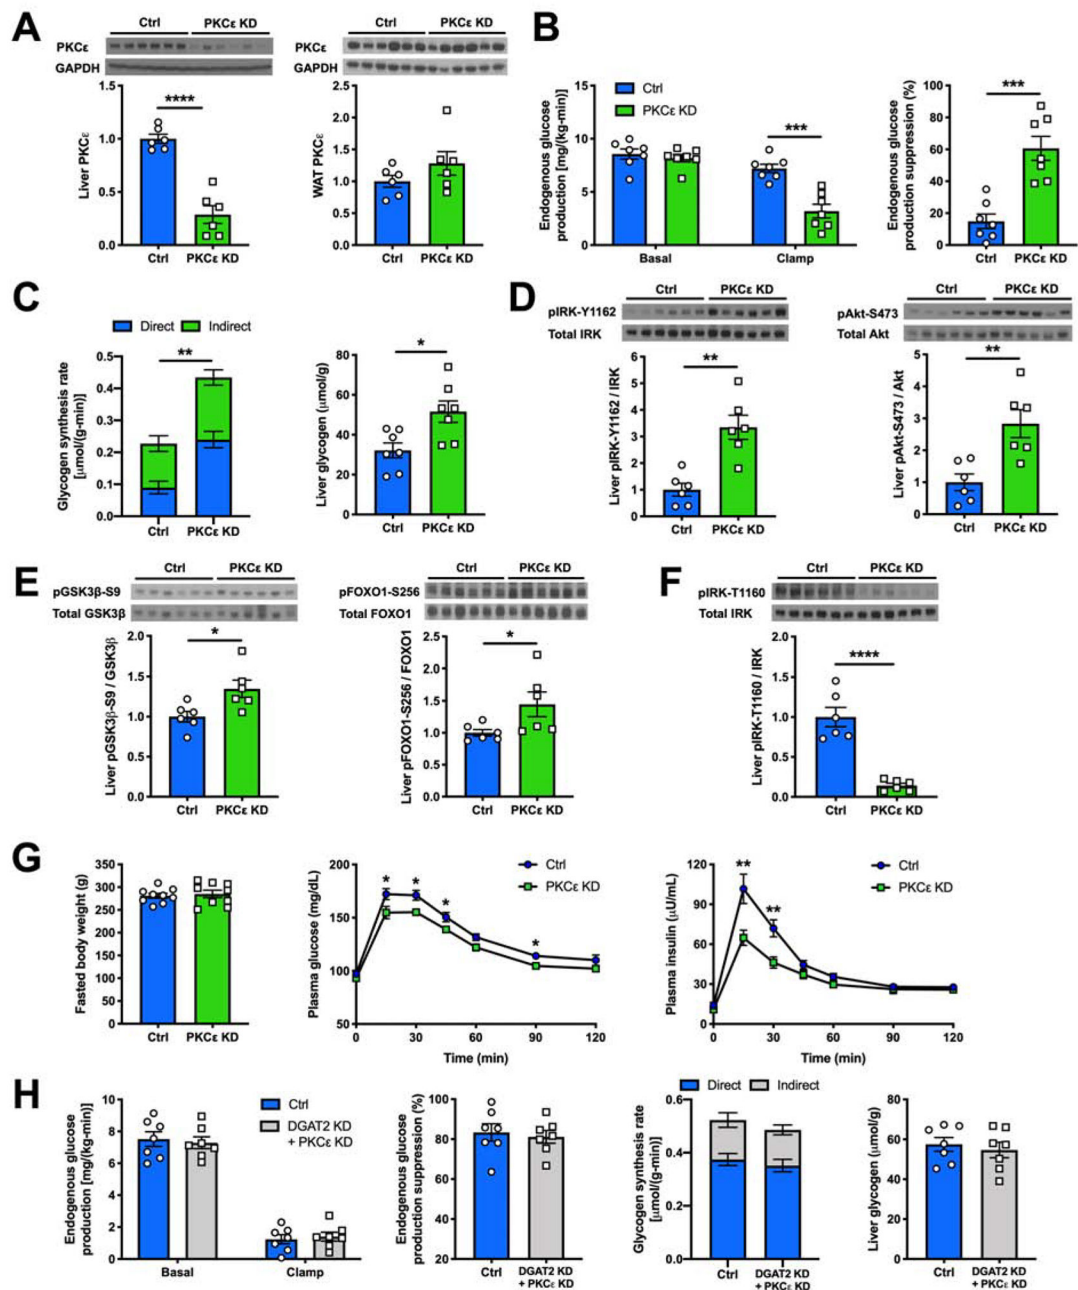 A
Ctrl PKCε KD
PKCε
GAPDH
Liver PKCε
1.5
1.0
0.5
0.0
Ctrl PKCε KD
****
Ctrl PKCε KD
PKCε
GAPDH
WAT PKCε
2.5
2.0
1.5
1.0
0.5
0.0
Ctrl PKCε KD
B
Endogenous glucose
production [mg/(kg-min)]
15
10
5
0
Ctrl
PKCε KD
***
Basal Clamp
Endogenous glucose
production suppression (%)
100
80
60
40
20
0
***
Ctrl PKCε KD
C
Direct Indirect
Glycogen synthesis rate
[μmol/(g-min)]
0.5
0.4
0.3
0.2
0.1
0.0
**
Ctrl PKCε KD
Liver glycogen (μmol/g)
80
60
40
20
0
*
Ctrl PKCε KD
D
Ctrl PKCε KD
pIRK-Y1162
Total IRK
Liver pIRK-Y1162 / IRK
6
5
4
3
2
1
0
**
Ctrl PKCε KD
Ctrl PKCε KD
pAkt-S473
Total Akt
Liver pAkt-S473 / Akt
5
4
3
2
1
0
**
Ctrl PKCε KD
E
Ctrl PKCε KD
pGSK3β-S9
Total GSK3β
Liver pGSK3β-S9 / GSK3β
2.0
1.5
1.0
0.5
0.0
*
Ctrl PKCε KD
Ctrl PKCε KD
pFOXO1-S256
Total FOXO1
Liver pFOXO1-S256 / FOXO1
2.5
2.0
1.5
1.0
0.5
0.0
*
Ctrl PKCε KD
F
Ctrl PKCε KD
pIRK-T1160
Total IRK
Liver pIRK-T1160 / IRK
2.0
1.5
1.0
0.5
0.0
****
Ctrl PKCε KD
G
Fasted body weight (g)
350
300
250
200
150
100
50
0
Ctrl PKCε KD
Plasma glucose (mg/dL)
200
150
100
50
* * * *
Ctrl
PKCε KD
0 30 60 90 120
Time (min)
Plasma insulin (μU/mL)
120
90
60
30
0
** **
Ctrl
PKCε KD
0 30 60 90 120
Time (min)
H
Endogenous glucose
production [mg/(kg-min)]
10
8
6
4
2
0
Ctrl
DGAT2 KD
+ PKCε KD
Basal Clamp
Endogenous glucose
production suppression (%)
100
80
60
40
20
Ctrl DGAT2 KD
+ PKCε KD
Direct Indirect
Glycogen synthesis rate
[μmol/(g-min)]
0.6
0.4
0.2
0.0
Ctrl DGAT2 KD
+ PKCε KD
Liver glycogen (μmol/g)
80
60
40
20
0
Ctrl DGAT2 KD
+ PKCε KD